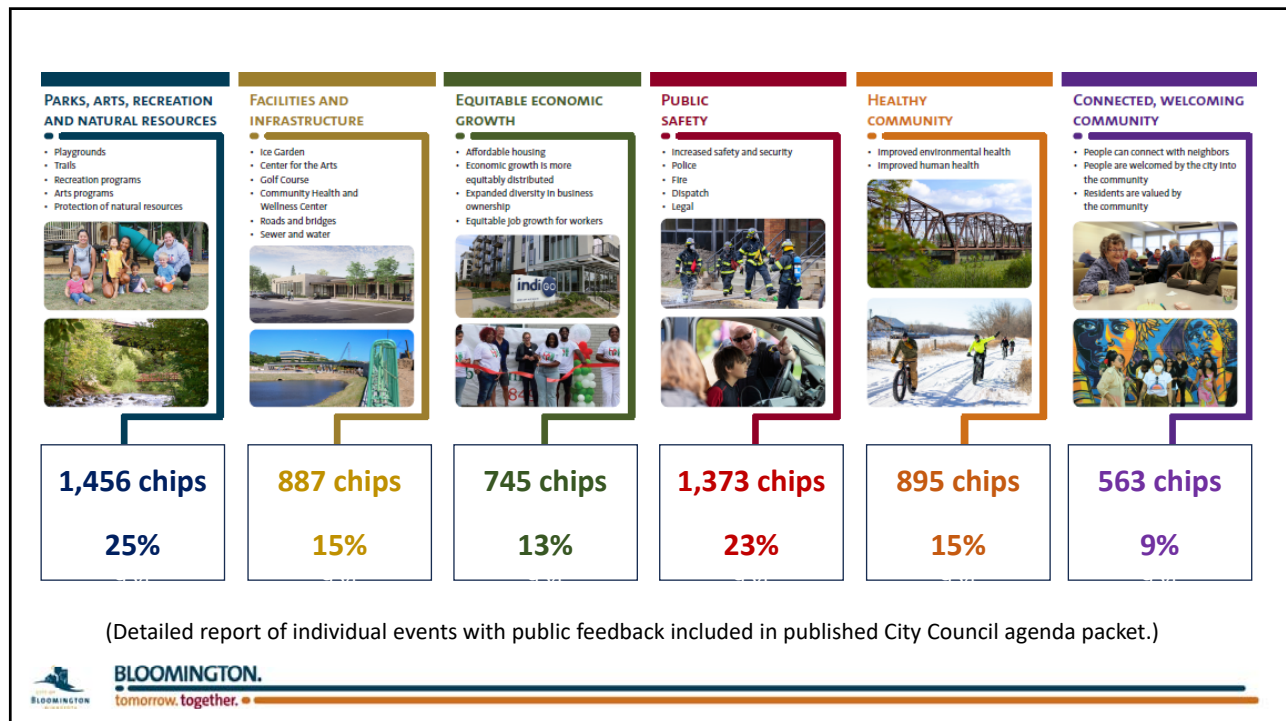 PARKS, ARTS, RECREATION
AND NATURAL RESOURCES
• Playgrounds
• Trails
• Recreation programs
• Arts programs
• Protection of natural resources
1,456 chips
25%
FACILITIES AND
INFRASTRUCTURE
• Ice Garden
• Center for the Arts
• Golf Course
• Community Health and
Wellness Center
• Roads and bridges
• Sewer and water
887 chips
15%
EQUITABLE ECONOMIC
GROWTH
• Affordable housing
• Economic growth is more
equitably distributed
• Expanded diversity in business
ownership
• Equitable job growth for workers
indiGO
745 chips
13%
PUBLIC
SAFETY
• Increased safety and security
• Police
• Fire
• Dispatch
• Legal
1,373 chips
23%
HEALTHY
COMMUNITY
• Improved environmental health
• Improved human health
895 chips
15%
CONNECTED, WELCOMING
COMMUNITY
• People can connect with neighbors
• People are welcomed by the city into
the community
• Residents are valued by
the community
563 chips
9%
(Detailed report of individual events with public feedback included in published City Council agenda packet.)
CITY OF
BLOOMINGTON
MINNESOTA
BLOOMINGTON.
tomorrow. together.